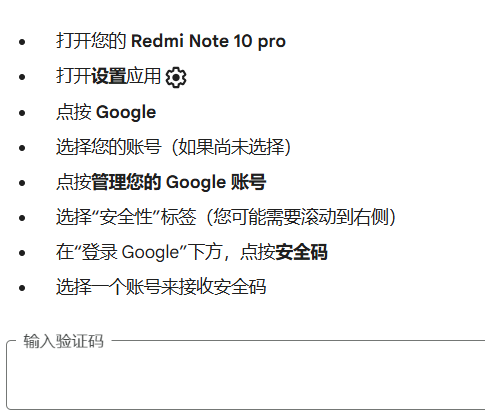 • 打开您的 Redmi Note 10 pro
• 打开设置应用
• 点按 Google
• 选择您的账号（如果尚未选择）
• 点按管理您的 Google 账号
• 选择“安全性”标签（您可能需要滚动到右侧）
• 在“登录 Google”下方，点按安全码
• 选择一个账号来接收安全码
输入验证码